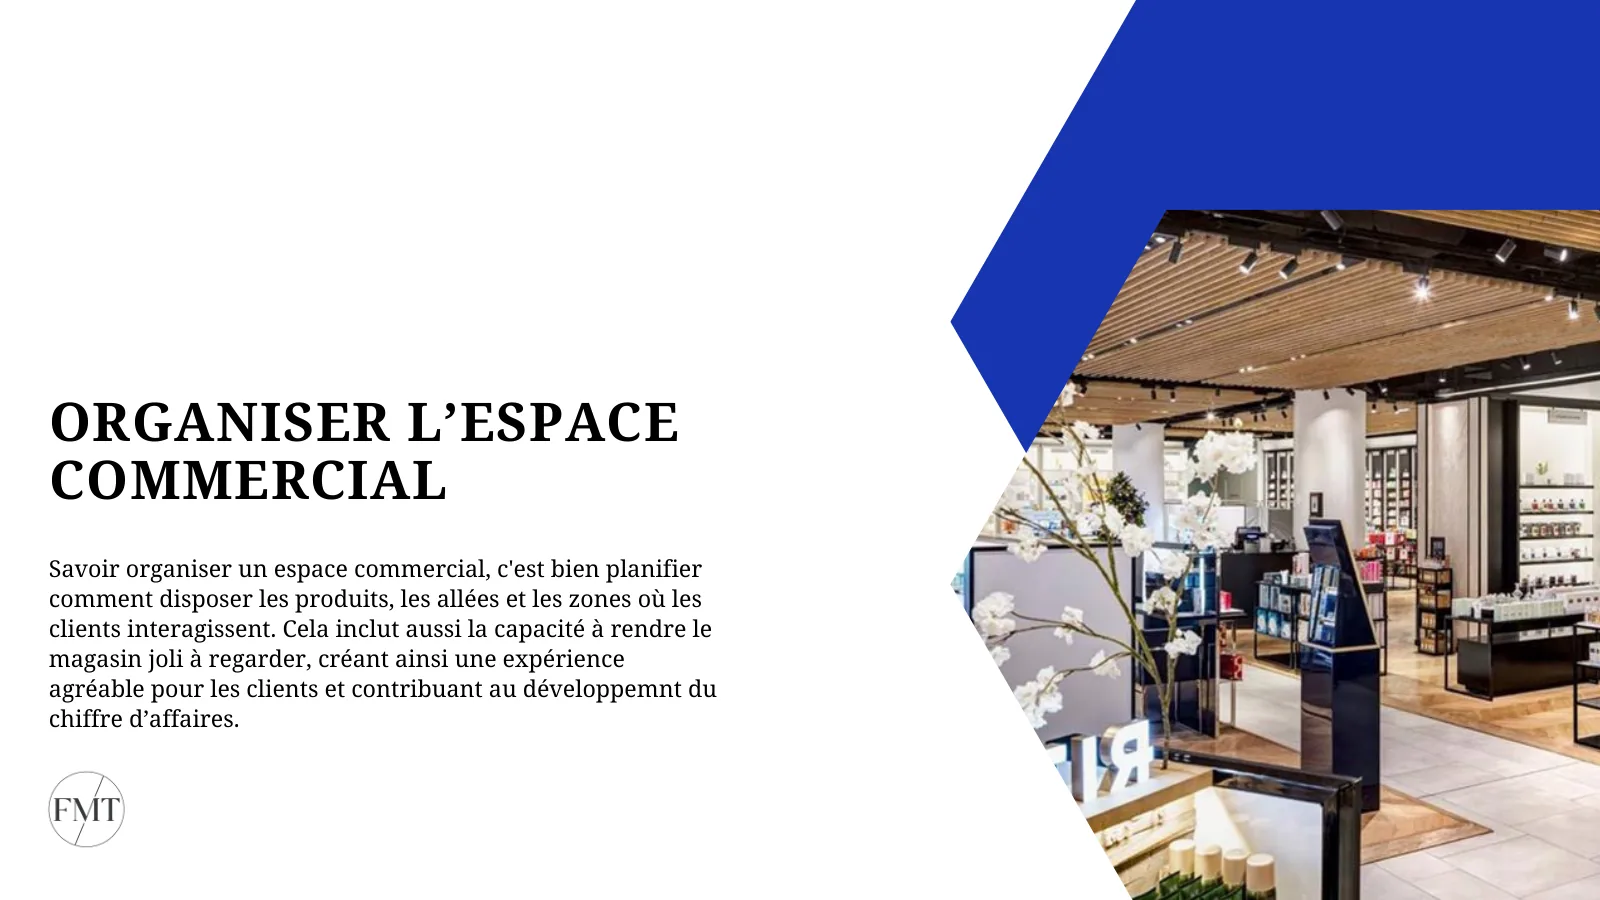 ORGANISER L’ESPACE
COMMERCIAL
Savoir organiser un espace commercial, c'est bien planifier
comment disposer les produits, les allées et les zones où les
clients interagissent. Cela inclut aussi la capacité à rendre le
magasin joli à regarder, créant ainsi une expérience
agréable pour les clients et contribuant au développemnt du
chiffre d’affaires.
FMT